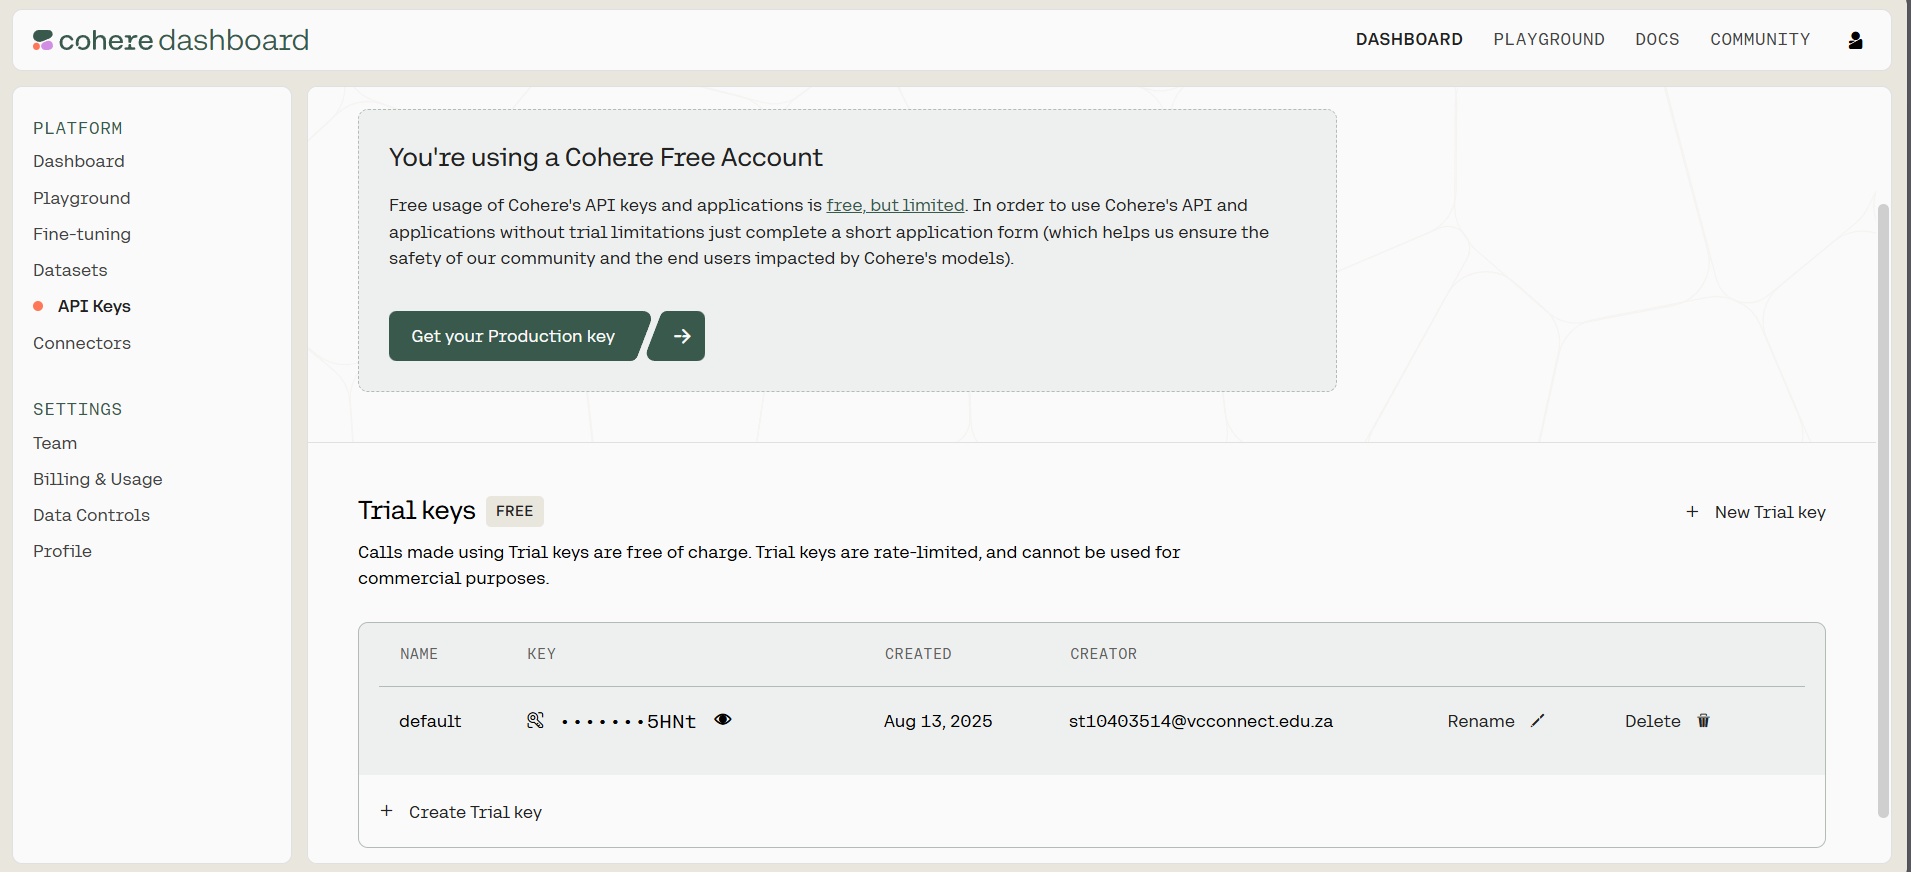 cohere dashboard
DASHBOARD PLAYGROUND DOCS COMMUNITY
PLATFORM
Dashboard
Playground
Fine-tuning
Datasets
API Keys
Connectors
SETTINGS
Team
Billing & Usage
Data Controls
Profile
You're using a Cohere Free Account
Free usage of Cohere's API keys and applications is free, but limited. In order to use Cohere's API and
applications without trial limitations just complete a short application form (which helps us ensure the
safety of our community and the end users impacted by Cohere's models).
Get your Production key
Trial keys FREE
+ New Trial key
Calls made using Trial keys are free of charge. Trial keys are rate-limited, and cannot be used for
commercial purposes.
NAME KEY CREATED CREATOR
default •••••••5HNt Aug 13, 2025 st10403514@vcconnect.edu.za Rename Delete
+ Create Trial key